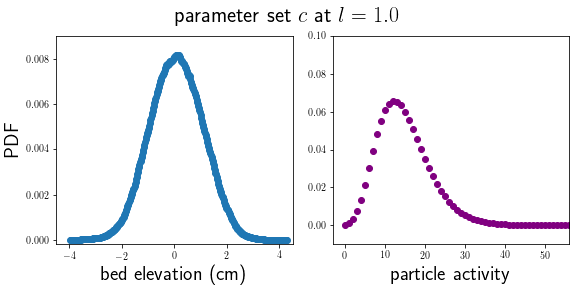 parameter set c at l = 1.0
PDF
0.008
0.006
0.004
0.002
0.000
−4 −2 0 2 4
bed elevation (cm)
0.10
0.08
0.06
0.04
0.02
0.00
0 10 20 30 40 50
particle activity